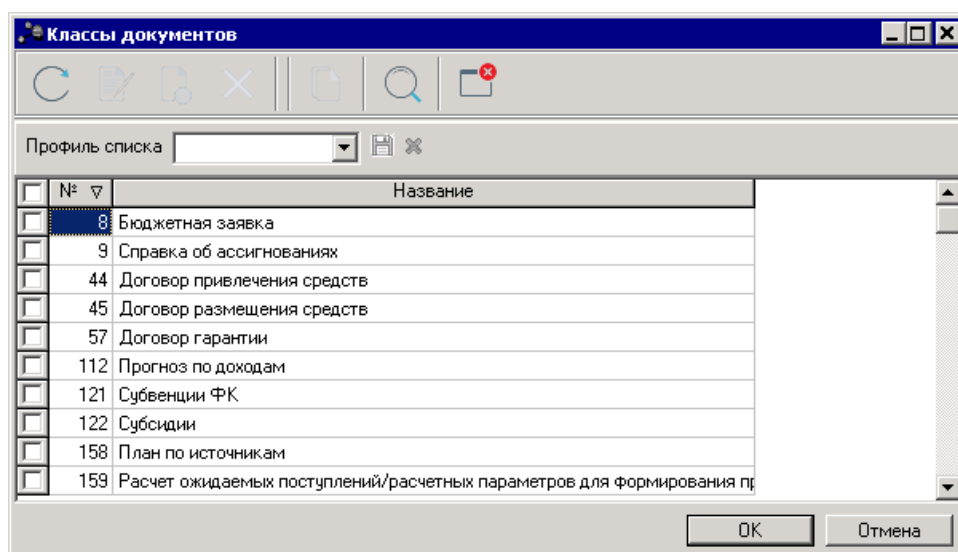 Классы документов
Профиль списка
№ Название
8 Бюджетная заявка
9 Справка об ассигнованиях
44 Договор привлечения средств
45 Договор размещения средств
57 Договор гарантии
112 Прогноз по доходам
121 Субвенции ФК
122 Субсидии
158 План по источникам
159 Расчет ожидаемых поступлений/расчетных параметров для формирования
ОК Отмена